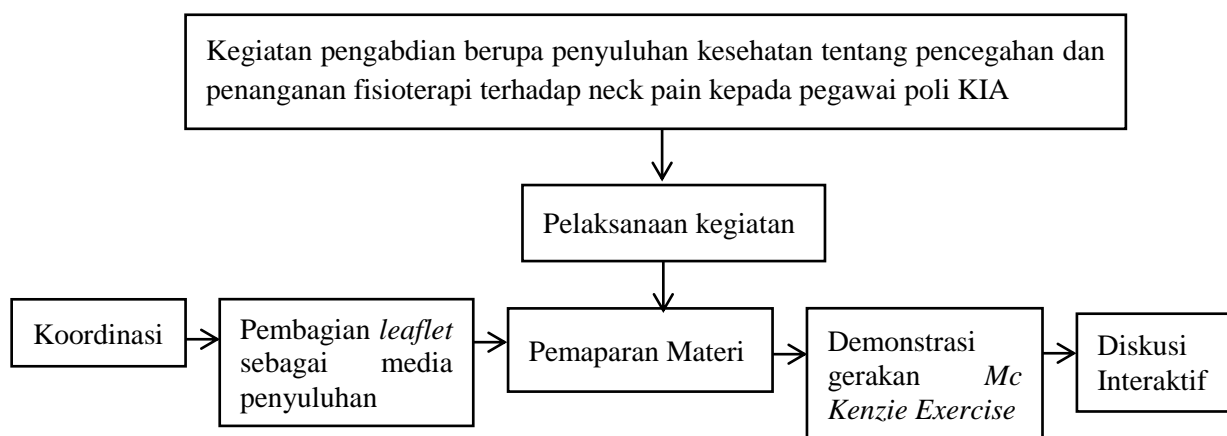 Kegiatan pengabdian berupa penyuluhan kesehatan tentang pencegahan dan
penanganan fisioterapi terhadap neck pain kepada pegawai poli KIA
Pelaksanaan kegiatan
Koordinasi
Pembagian leaflet
sebagai media
penyuluhan
Pemaparan Materi
Demonstrasi
gerakan Mc
Kenzie Exercise
Diskusi
Interaktif